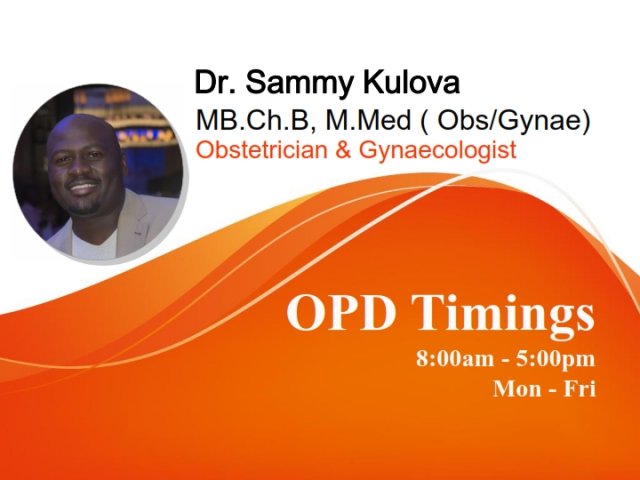 Dr. Sammy Kulova
MB.Ch.B, M.Med ( Obs/Gynae)
Obstetrician & Gynaecologist
OPD Timings
8:00am - 5:00pm
Mon - Fri